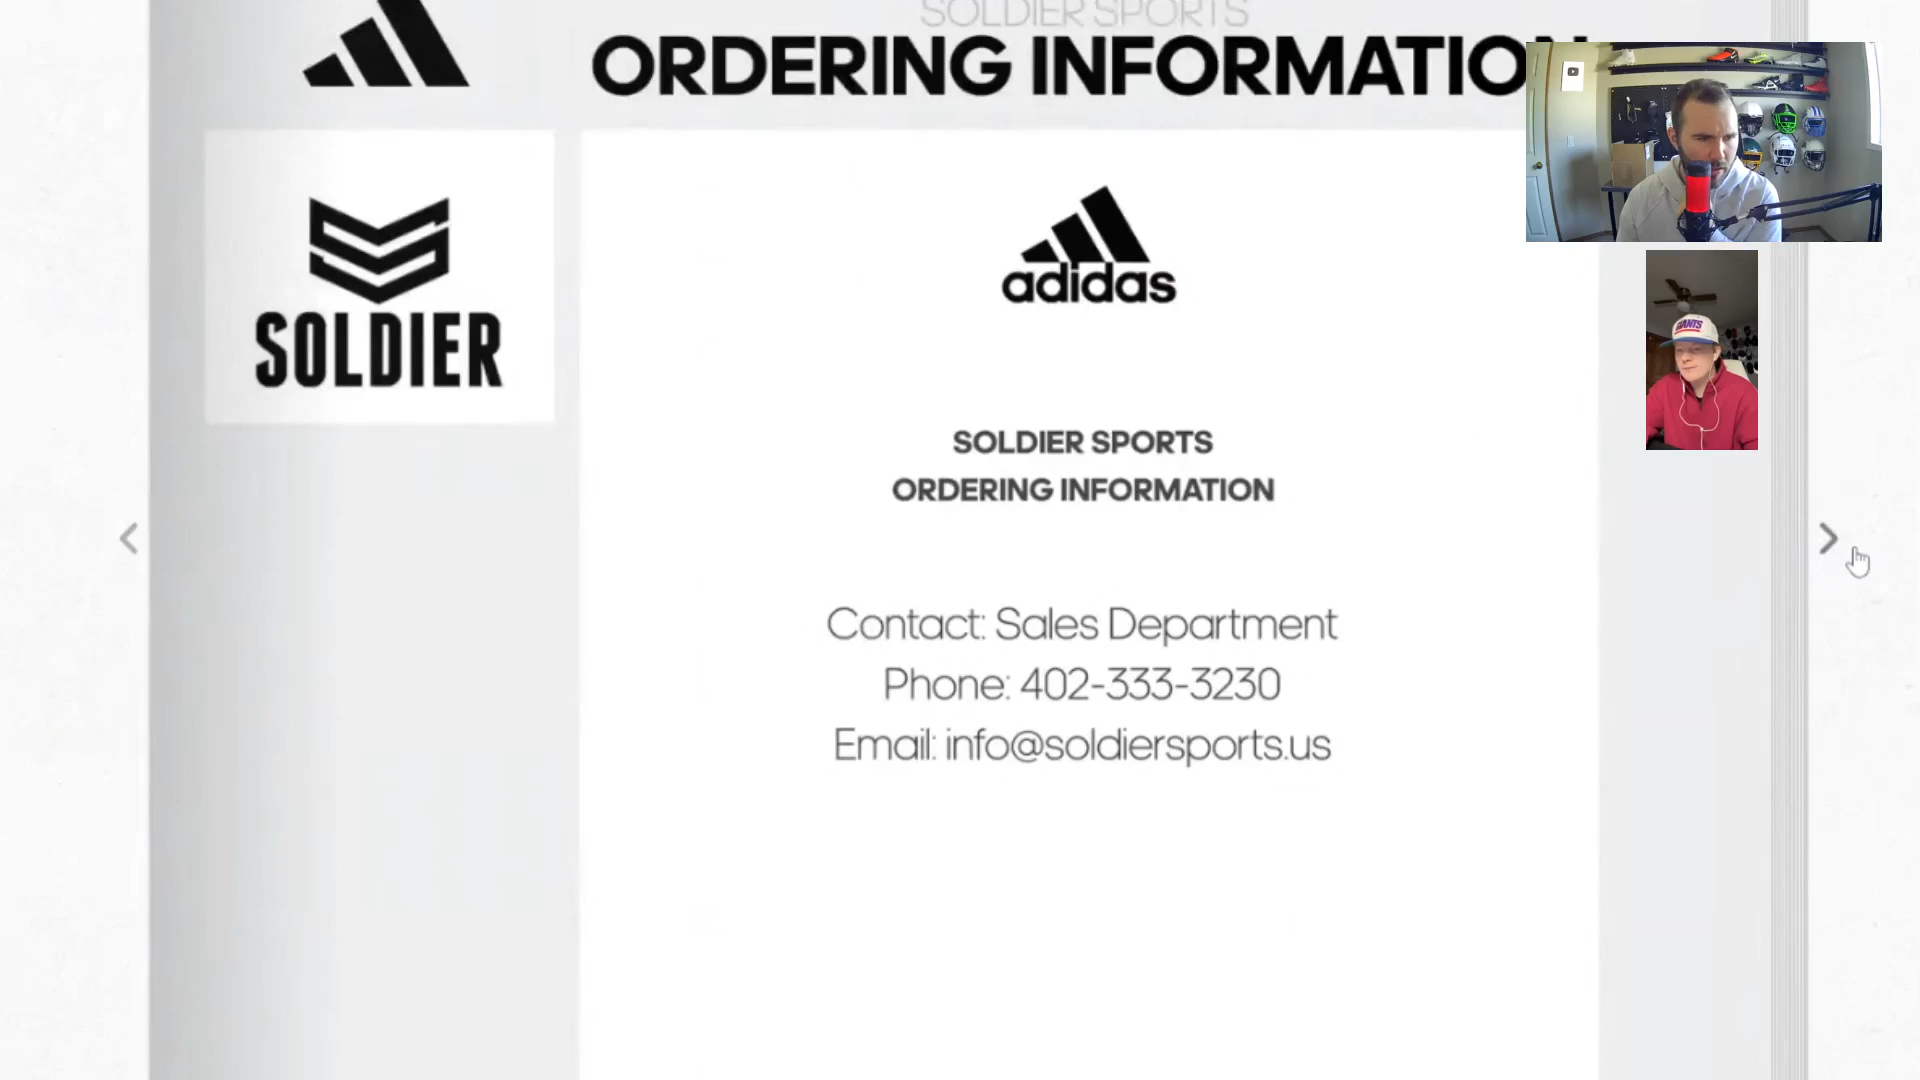 SOLDIER SPORTS
ORDERING INFORMATIO
SOLDIER
adidas
SOLDIER SPORTS
ORDERING INFORMATION
Contact: Sales Department
Phone: 402-333-3230
Email: info@soldiersports.us
GIANTS